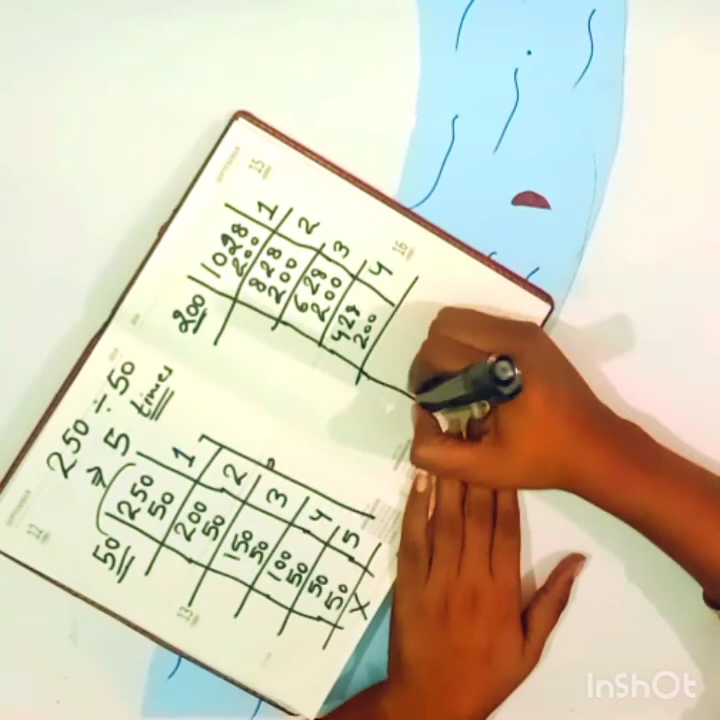 SEPTEMBER 15
200 | 1028 | 1
200
828 | 2
200
628 | 3
200
428 | 4
200
16
250 ÷ 50
⇒ 5 times
50 | 250 | 1
50
200 | 2
50
150 | 3
50
100 | 4
50
50 | 5
50
X
SEPTEMBER 12
13
InShOt